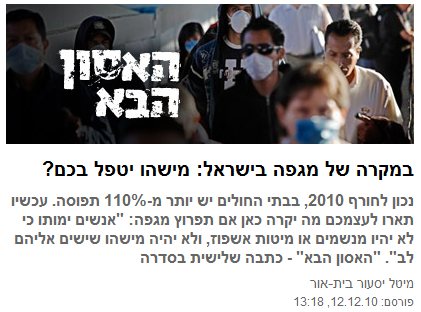 האסון
הבא
במקרה של מגפה בישראל: מישהו יטפל בכם?
נכון לחורף 2010, בבתי החולים יש יותר מ-110% תפוסה. עכשיו
תארו לעצמכם מה יקרה כאן אם תפרוץ מגפה: "אנשים ימותו כי
לא יהיו מנשמים או מיטות אשפוז, ולא יהיה מישהו שישים אליהם
לב". "האסון הבא" - כתבה שלישית בסדרה
מיטל יסעור בית-אור
פורסם: 12.12.10, 13:18